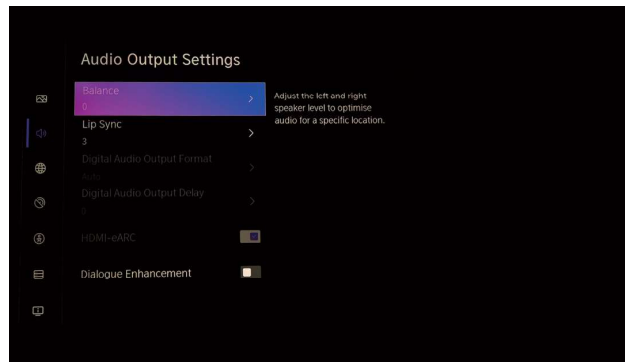 Audio Output Settings
Balance
0
Adjust the left and right
speaker level to optimise
audio for a specific location.
Lip Sync
3
Digital Audio Output Format
Auto
Digital Audio Output Delay
0
HDMI-eARC
Dialogue Enhancement